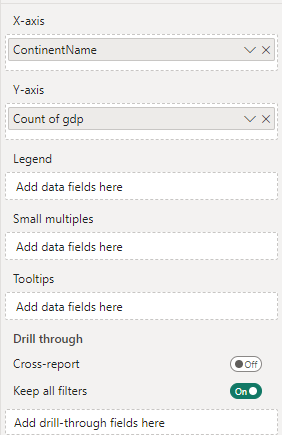 X-axis
ContinentName
Y-axis
Count of gdp
Legend
Add data fields here
Small multiples
Add data fields here
Tooltips
Add data fields here
Drill through
Cross-report Off
Keep all filters On
Add drill-through fields here